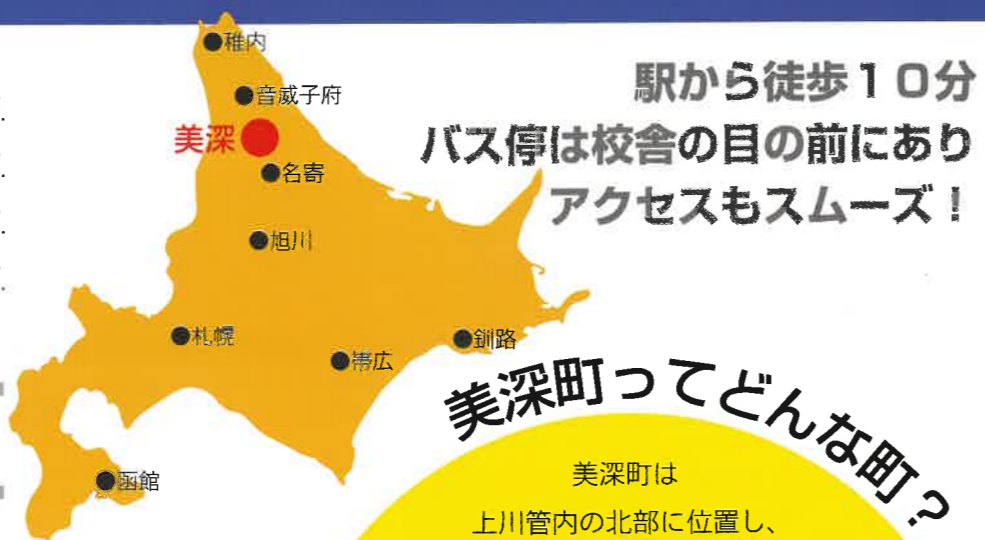 稚内
音威子府
美深
名寄
旭川
札幌
帯広
釧路
函館
駅から徒歩10分
バス停は校舎の目の前にあり
アクセスもスムーズ!
美深町ってどんな町?
美深町は
上川管内の北部に位置し、